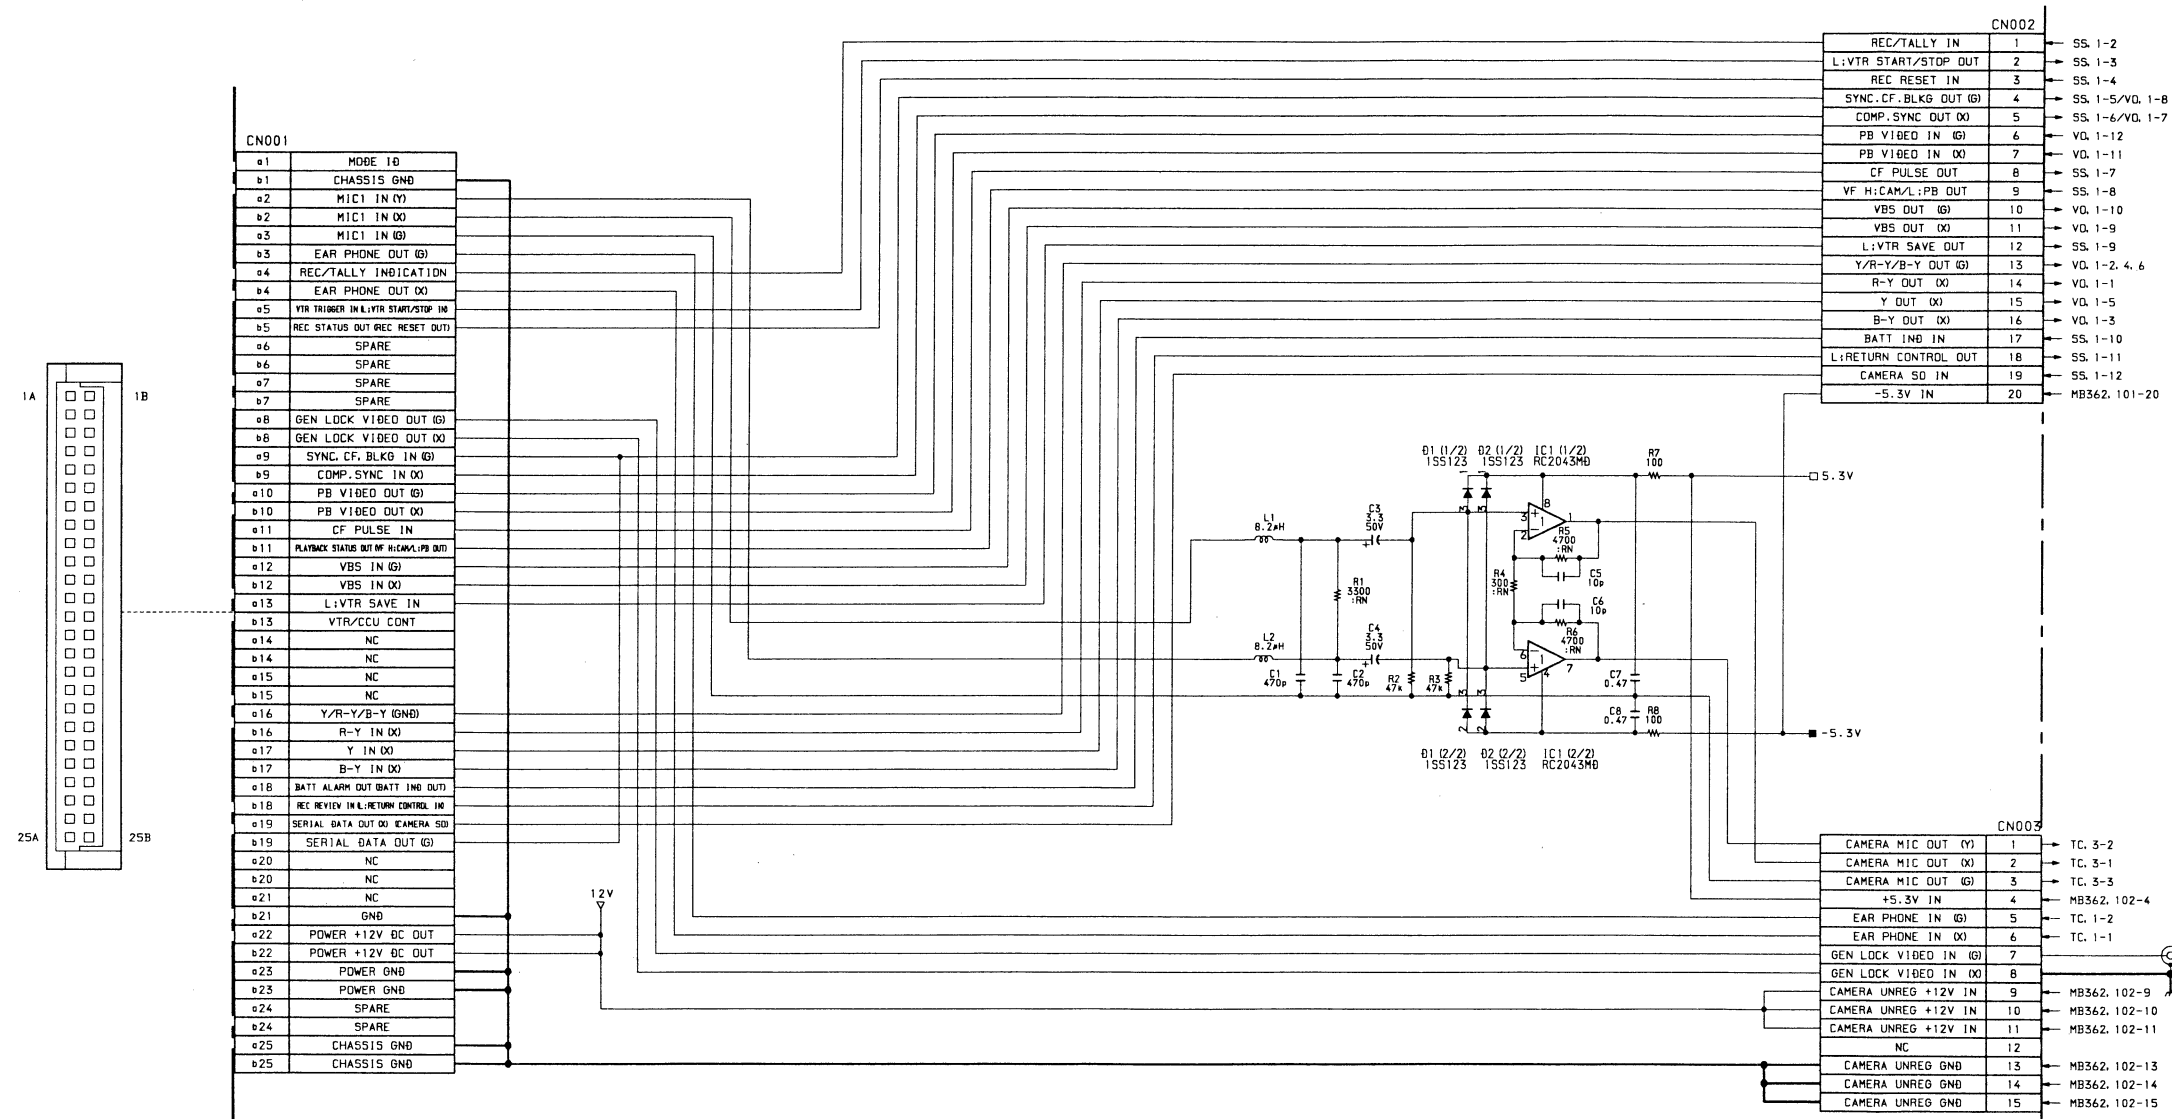 CN002
REC/TALLY IN 1 SS. 1-2
L:VTR START/STOP OUT 2 SS. 1-3
REC RESET IN 3 SS. 1-4
SYNC.CF.BLKG OUT (G) 4 SS. 1-5/VO. 1-8
COMP.SYNC OUT (X) 5 SS. 1-6/VO. 1-7
PB VIDEO IN (G) 6 VO. 1-12
PB VIDEO IN (X) 7 VO. 1-11
CF PULSE OUT 8 SS. 1-7
VF H:CAM/L:PB OUT 9 SS. 1-8
VBS OUT (G) 10 VO. 1-10
VBS OUT (X) 11 VO. 1-9
L:VTR SAVE OUT 12 SS. 1-9
Y/R-Y/B-Y OUT (G) 13 VO. 1-2, 4, 6
R-Y OUT (X) 14 VO. 1-1
Y OUT (X) 15 VO. 1-5
B-Y OUT (X) 16 VO. 1-3
BATT IND IN 17 SS. 1-10
L:RETURN CONTROL OUT 18 SS. 1-11
CAMERA SD IN 19 SS. 1-12
-5.3V IN 20 MB362. 101-20
CN001
a1 MODE ID
b1 CHASSIS GND
a2 MIC1 IN (Y)
b2 MIC1 IN (X)
a3 MIC1 IN (G)
b3 EAR PHONE OUT (G)
a4 REC/TALLY INDICATION
b4 EAR PHONE OUT (X)
a5 VTR TRIGGER IN (L:VTR START/STOP IN)
b5 REC STATUS OUT (REC RESET OUT)
a6 SPARE
b6 SPARE
a7 SPARE
b7 SPARE
a8 GEN LOCK VIDEO OUT (G)
b8 GEN LOCK VIDEO OUT (X)
a9 SYNC. CF. BLKG IN (G)
b9 COMP.SYNC IN (X)
a10 PB VIDEO OUT (G)
b10 PB VIDEO OUT (X)
a11 CF PULSE IN
b11 PLAYBACK STATUS OUT (VF H:CAM/L:PB OUT)
a12 VBS IN (G)
b12 VBS IN (X)
a13 L:VTR SAVE IN
b13 VTR/CCU CONT
a14 NC
b14 NC
a15 NC
b15 NC
a16 Y/R-Y/B-Y (GND)
b16 R-Y IN (X)
a17 Y IN (X)
b17 B-Y IN (X)
a18 BATT ALARM OUT (BATT IND OUT)
b18 REC REVIEW IN (L:RETURN CONTROL IN)
a19 SERIAL DATA OUT (X) (CAMERA SD)
b19 SERIAL DATA OUT (G)
a20 NC
b20 NC
a21 NC
b21 GND
a22 POWER +12V DC OUT
b22 POWER +12V DC OUT
a23 POWER GND
b23 POWER GND
a24 SPARE
b24 SPARE
a25 CHASSIS GND
b25 CHASSIS GND
1A 1B
25A 25B
12V
D1 (1/2) D2 (1/2) IC1 (1/2)
1SS123 1SS123 RC2043MD
R7
100
5.3V
L1
8.2μH
C3
3.3
50V
R1
3300
:RN
L2
8.2μH
C4
3.3
50V
C1
470p
C2
470p
R2
47k
R3
47k
3 1 8 2 1
R5
4700
:RN
C5
10p
R4
300
:RN
C6
10p
R6
4700
:RN
6 5 1 7 4
C7
0.47
C8
0.47
R8
100
-5.3V
D1 (2/2) D2 (2/2) IC1 (2/2)
1SS123 1SS123 RC2043MD
CN003
CAMERA MIC OUT (Y) 1 TC. 3-2
CAMERA MIC OUT (X) 2 TC. 3-1
CAMERA MIC OUT (G) 3 TC. 3-3
+5.3V IN 4 MB362. 102-4
EAR PHONE IN (G) 5 TC. 1-2
EAR PHONE IN (X) 6 TC. 1-1
GEN LOCK VIDEO IN (G) 7
GEN LOCK VIDEO IN (X) 8
CAMERA UNREG +12V IN 9 MB362. 102-9
CAMERA UNREG +12V IN 10 MB362. 102-10
CAMERA UNREG +12V IN 11 MB362. 102-11
NC 12
CAMERA UNREG GND 13 MB362. 102-13
CAMERA UNREG GND 14 MB362. 102-14
CAMERA UNREG GND 15 MB362. 102-15